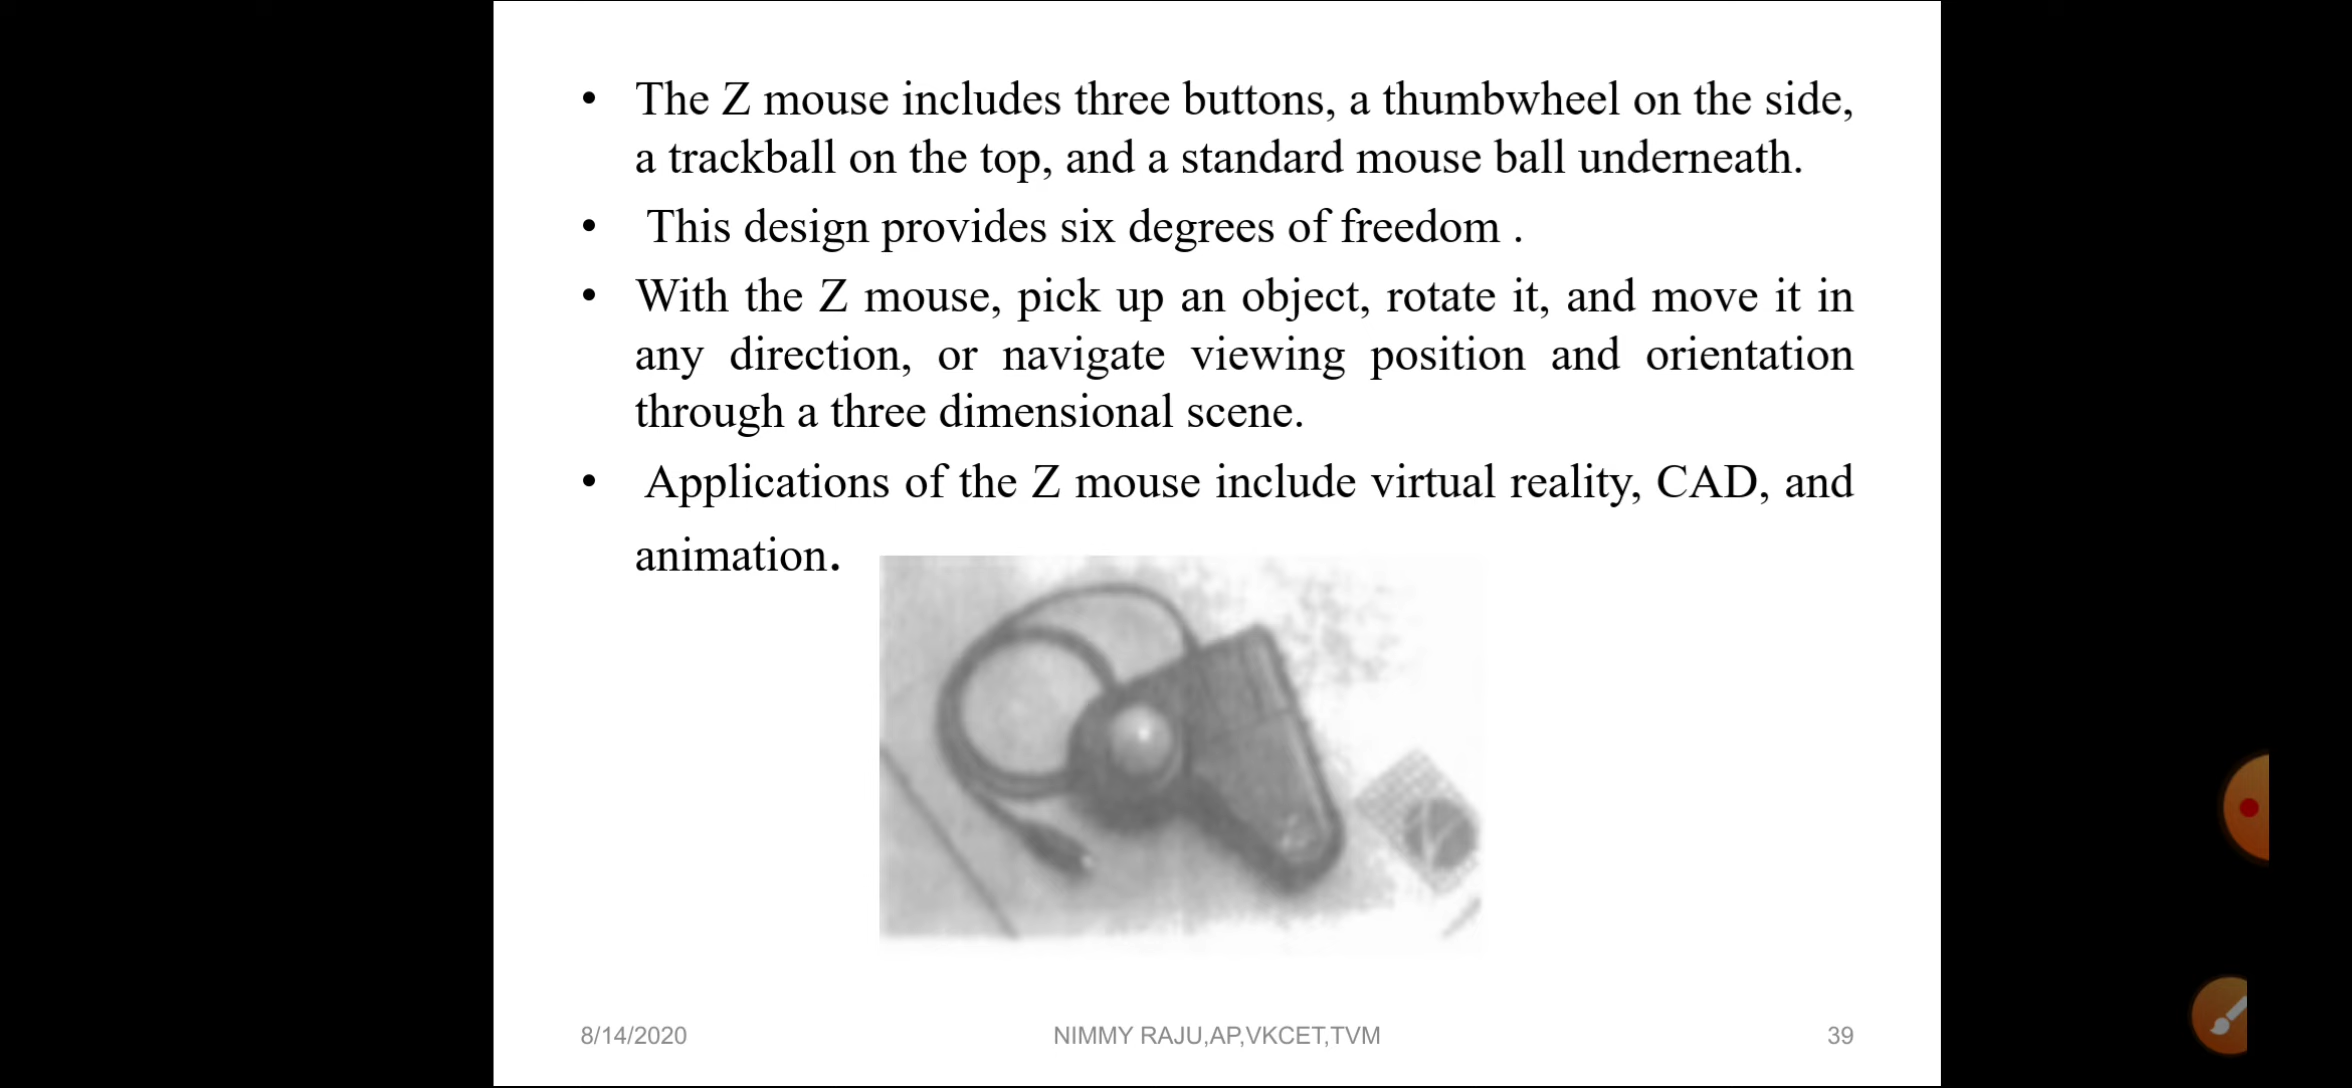 • The Z mouse includes three buttons, a thumbwheel on the side,
a trackball on the top, and a standard mouse ball underneath.
• This design provides six degrees of freedom .
• With the Z mouse, pick up an object, rotate it, and move it in
any direction, or navigate viewing position and orientation
through a three dimensional scene.
• Applications of the Z mouse include virtual reality, CAD, and
animation.
8/14/2020
NIMMY RAJU,AP,VKCET,TVM
39